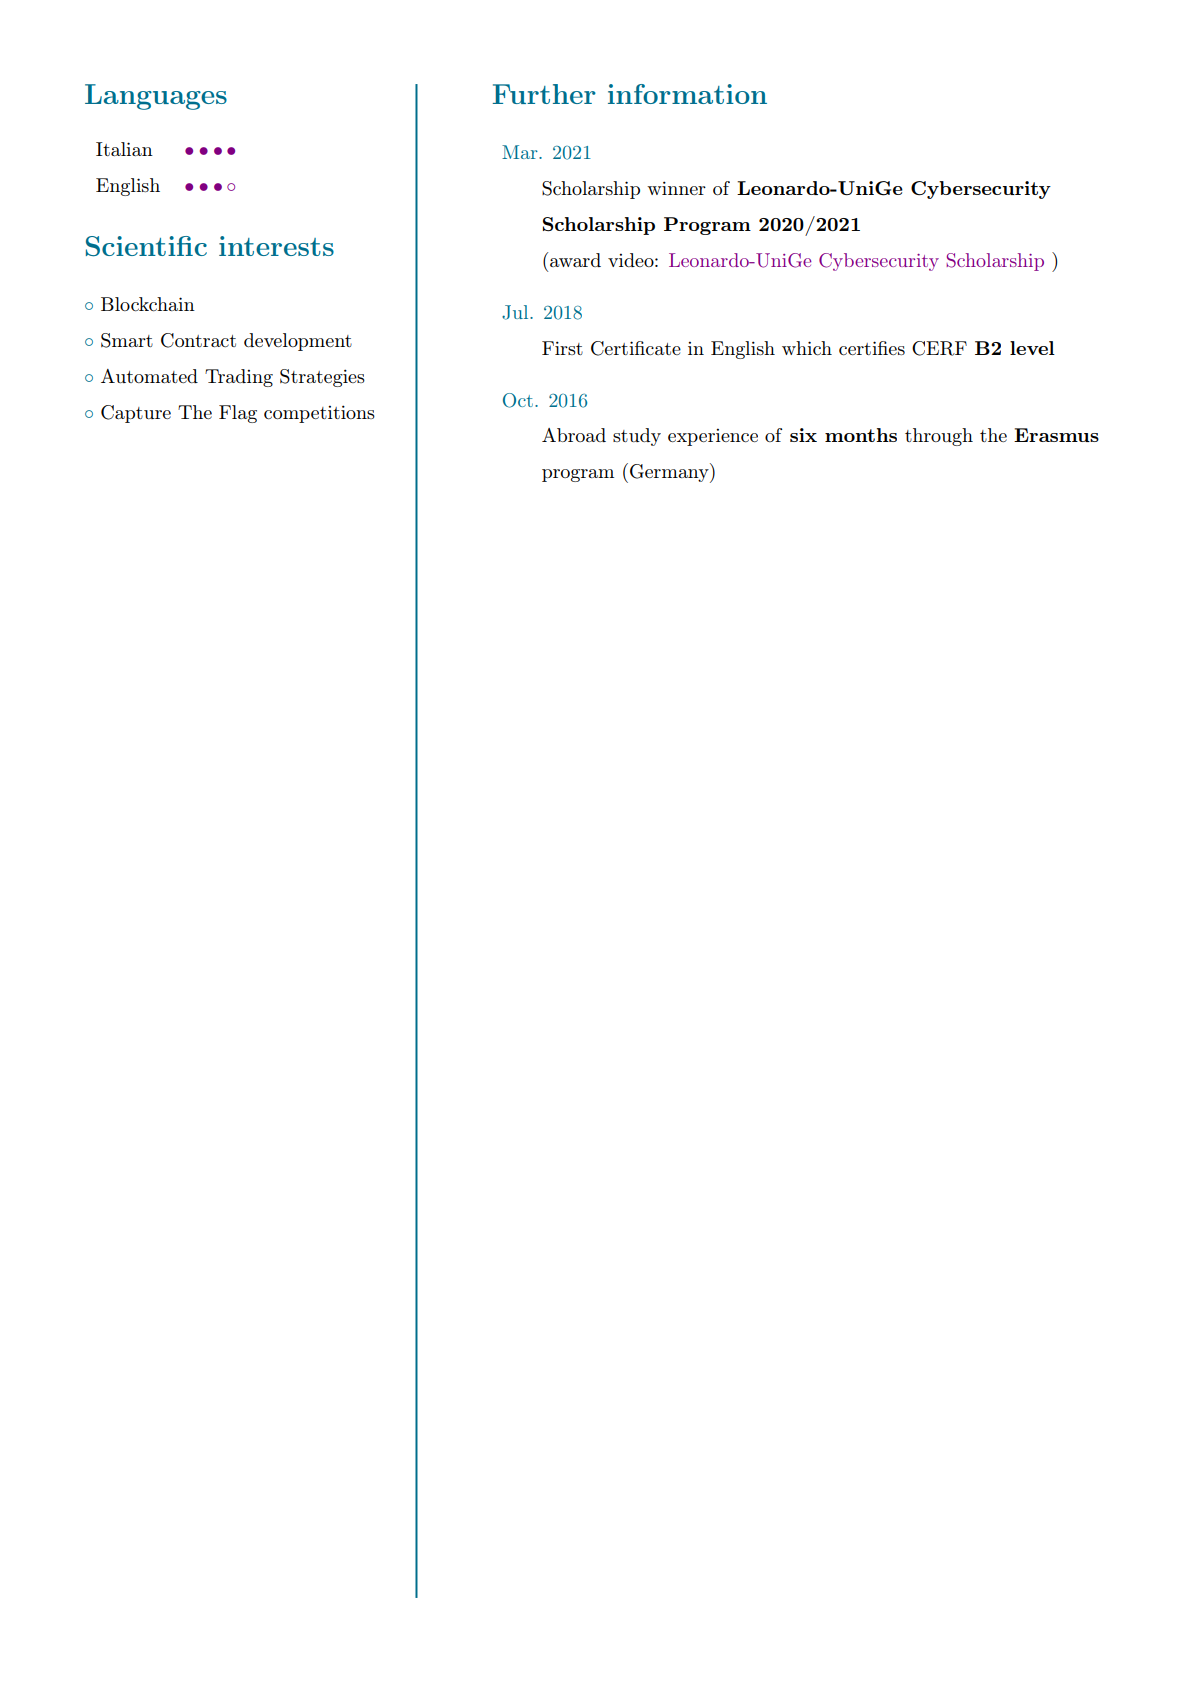 Languages
Italian ●●●●
English ●●●○
Scientific interests
○ Blockchain
○ Smart Contract development
○ Automated Trading Strategies
○ Capture The Flag competitions
Further information
Mar. 2021
Scholarship winner of Leonardo-UniGe Cybersecurity
Scholarship Program 2020/2021
(award video: Leonardo-UniGe Cybersecurity Scholarship )
Jul. 2018
First Certificate in English which certifies CERF B2 level
Oct. 2016
Abroad study experience of six months through the Erasmus
program (Germany)